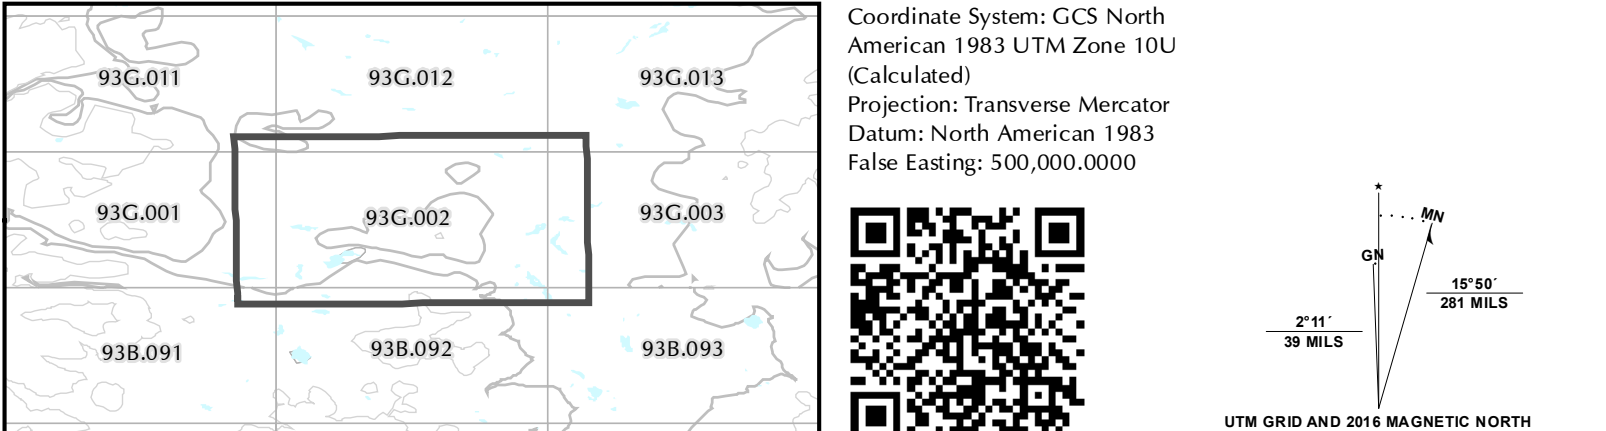 93G.011
93G.012
93G.013
93G.001
93G.002
93G.003
93B.091
93B.092
93B.093
Coordinate System: GCS North
American 1983 UTM Zone 10U
(Calculated)
Projection: Transverse Mercator
Datum: North American 1983
False Easting: 500,000.0000
MN
GN
15°50´
281 MILS
2°11´
39 MILS
UTM GRID AND 2016 MAGNETIC NORTH